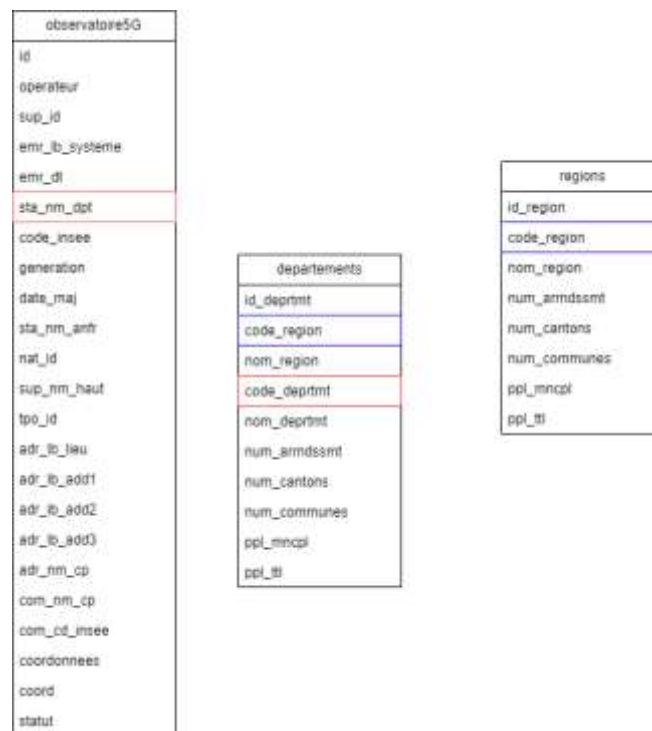 observatoire5G
id
operateur
sup_id
emr_lb_systeme
emr_dt
sta_nm_dpt
code_insee
generation
date_maj
sta_nm_anfr
nat_id
sup_nm_haut
tpo_id
adr_lb_lieu
adr_lb_add1
adr_lb_add2
adr_lb_add3
adr_nm_cp
com_nm_cp
com_cd_insee
coordonnees
coord
statut
departements
id_deprtmt
code_region
nom_region
code_deprtmt
nom_deprtmt
num_armdssmt
num_cantons
num_communes
ppl_mncpl
ppl_ttl
regions
id_region
code_region
nom_region
num_armdssmt
num_cantons
num_communes
ppl_mncpl
ppl_ttl